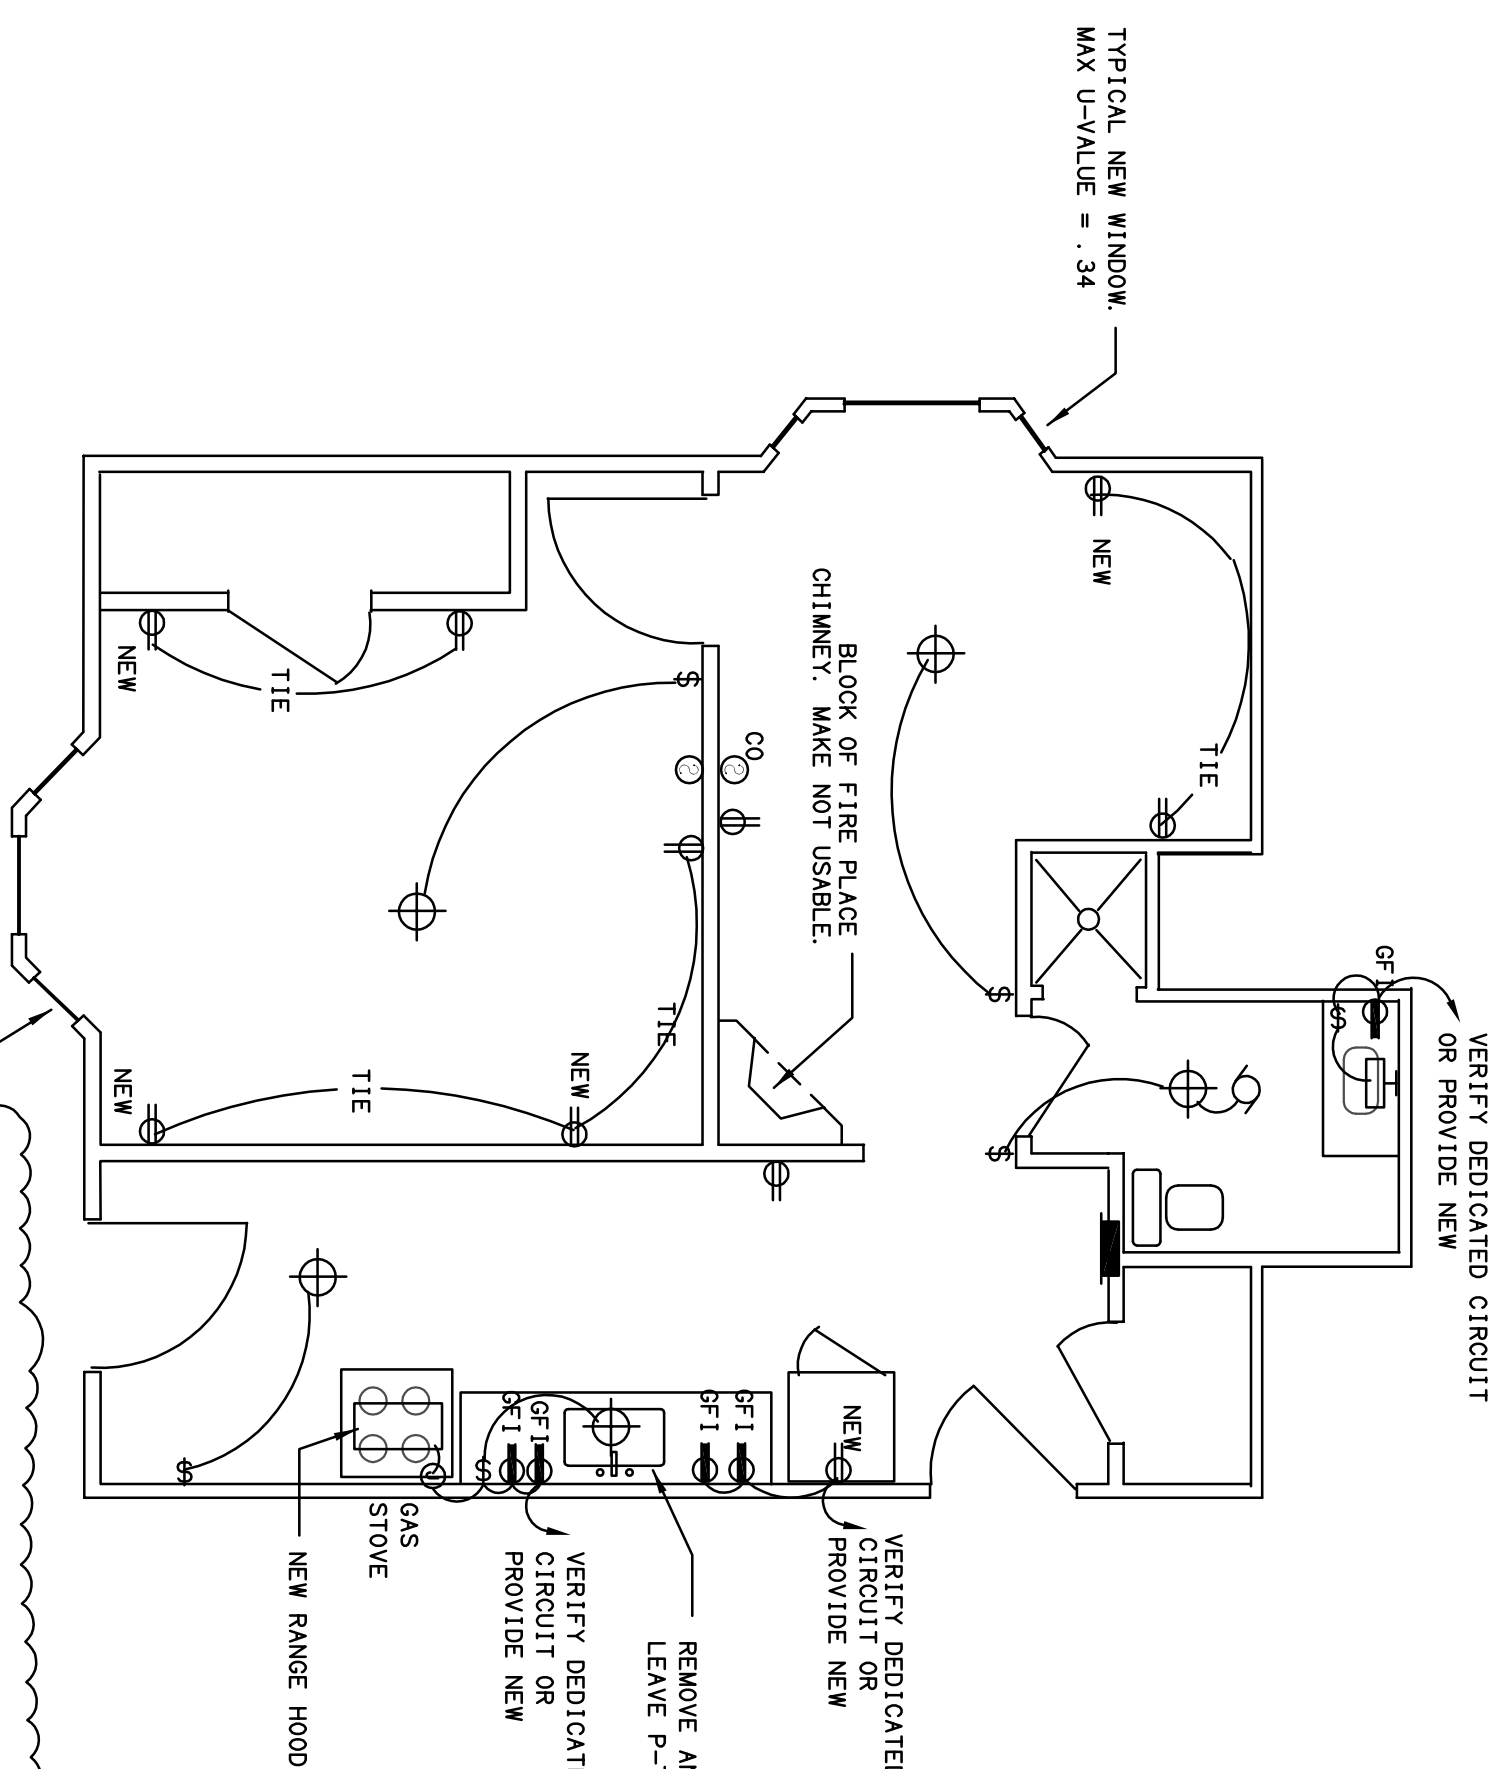 TYPICAL NEW WINDOW.
MAX U-VALUE = .34
VERIFY DEDICATED CIRCUIT
OR PROVIDE NEW
GFI
$
NEW
TIE
$
$
BLOCK OF FIRE PLACE
CHIMNEY. MAKE NOT USABLE.
CO
$
TIE
NEW
TIE
NEW
NEW
TIE
NEW
VERIFY DEDICATED
CIRCUIT OR
PROVIDE NEW
GFI
GFI
REMOVE
LEAVE
GFI
GFI
$
VERIFY
CIRCUIT OR
PROVIDE NEW
GAS
STOVE
NEW RANGE HOOD
$